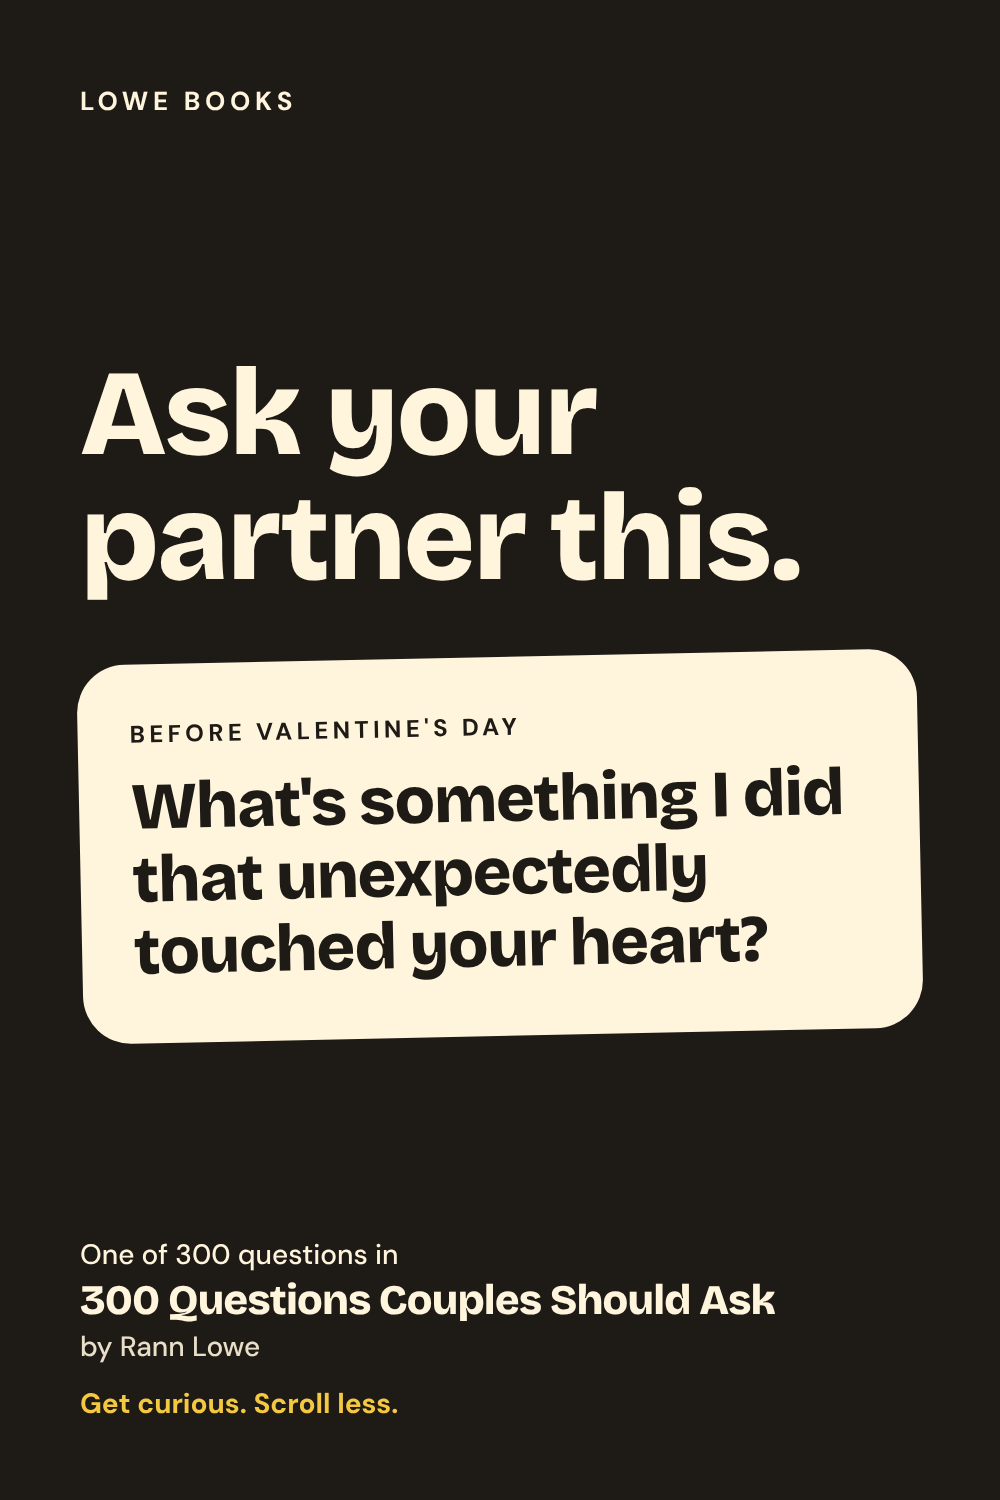 LOWE BOOKS
Ask your
partner this.
BEFORE VALENTINE'S DAY
What's something I did
that unexpectedly
touched your heart?
One of 300 questions in
300 Questions Couples Should Ask
by Rann Lowe
Get curious. Scroll less.